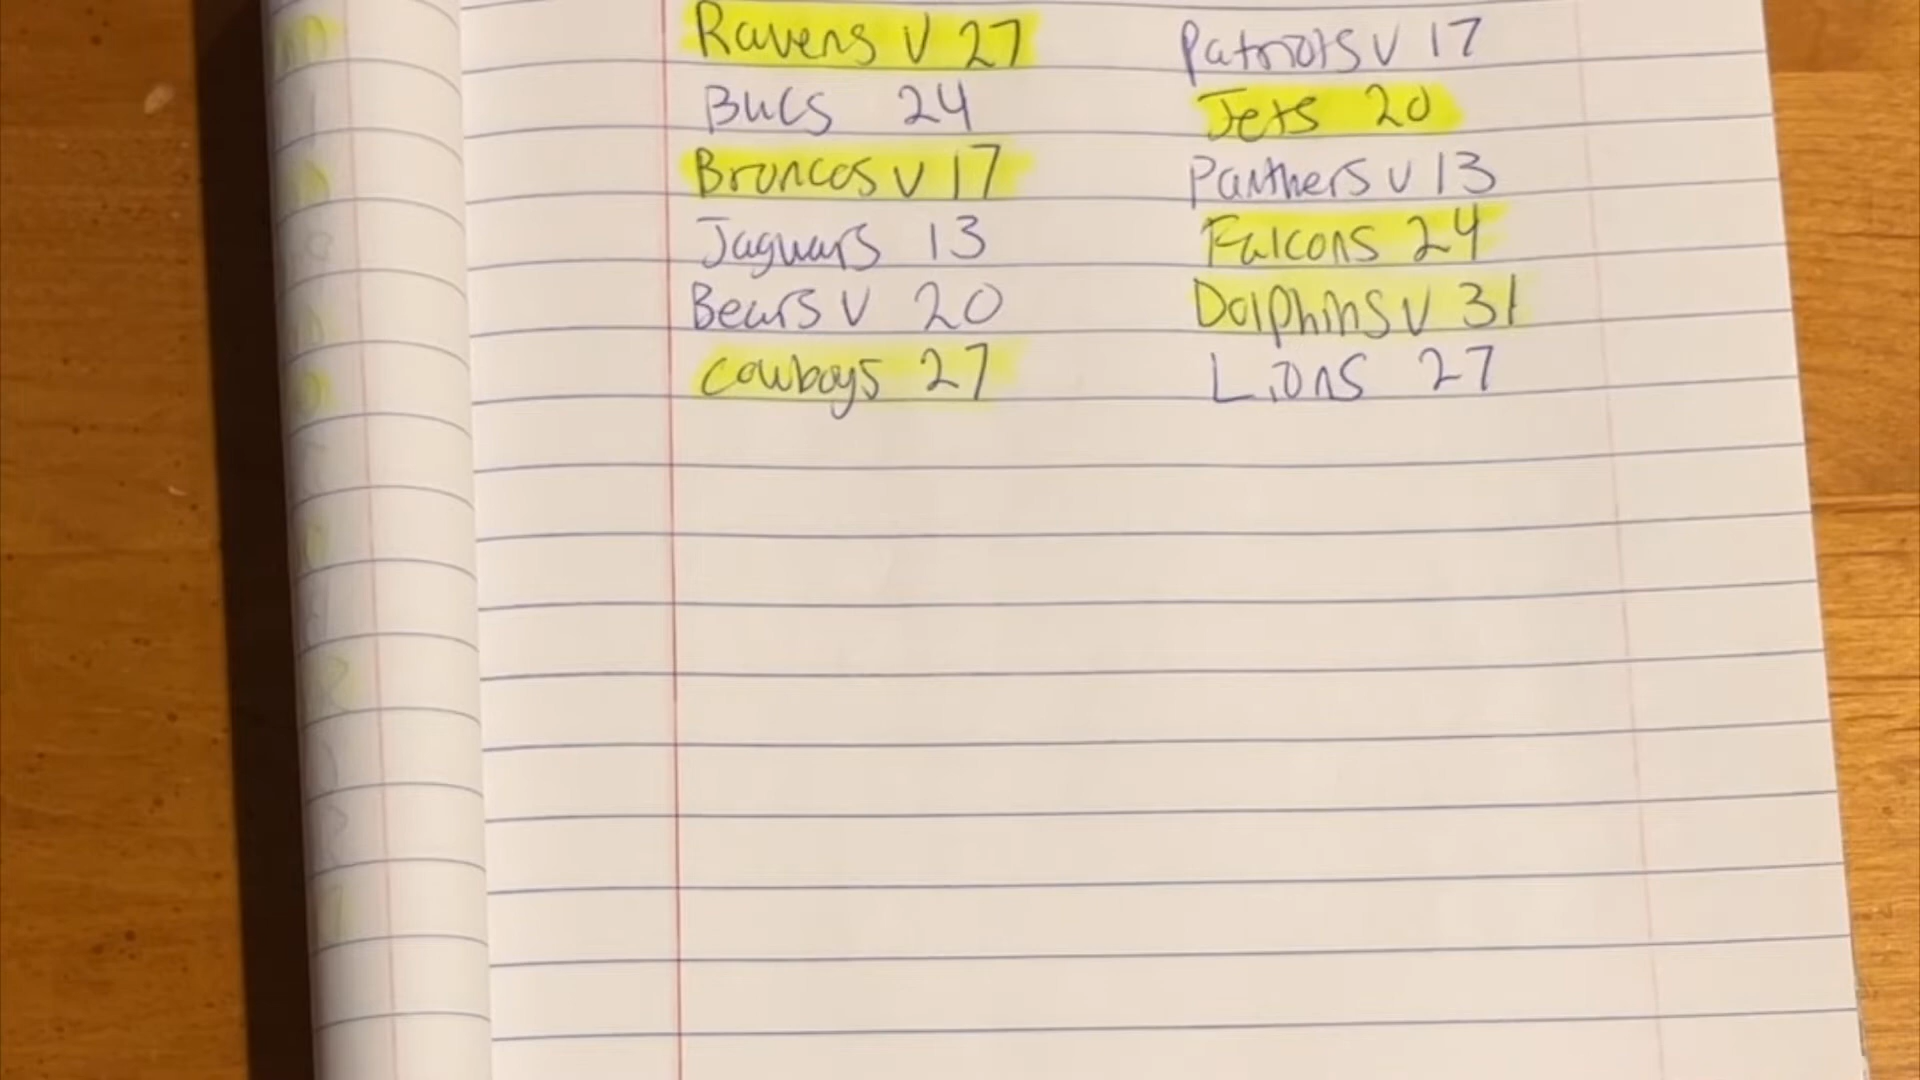 Ravens v 27 Patriots v 17
Bucs 24 Jets 20
Broncos v 17 Panthers v 13
Jaguars 13 Falcons 24
Bears v 20 Dolphins v 31
Cowboys 27 Lions 27